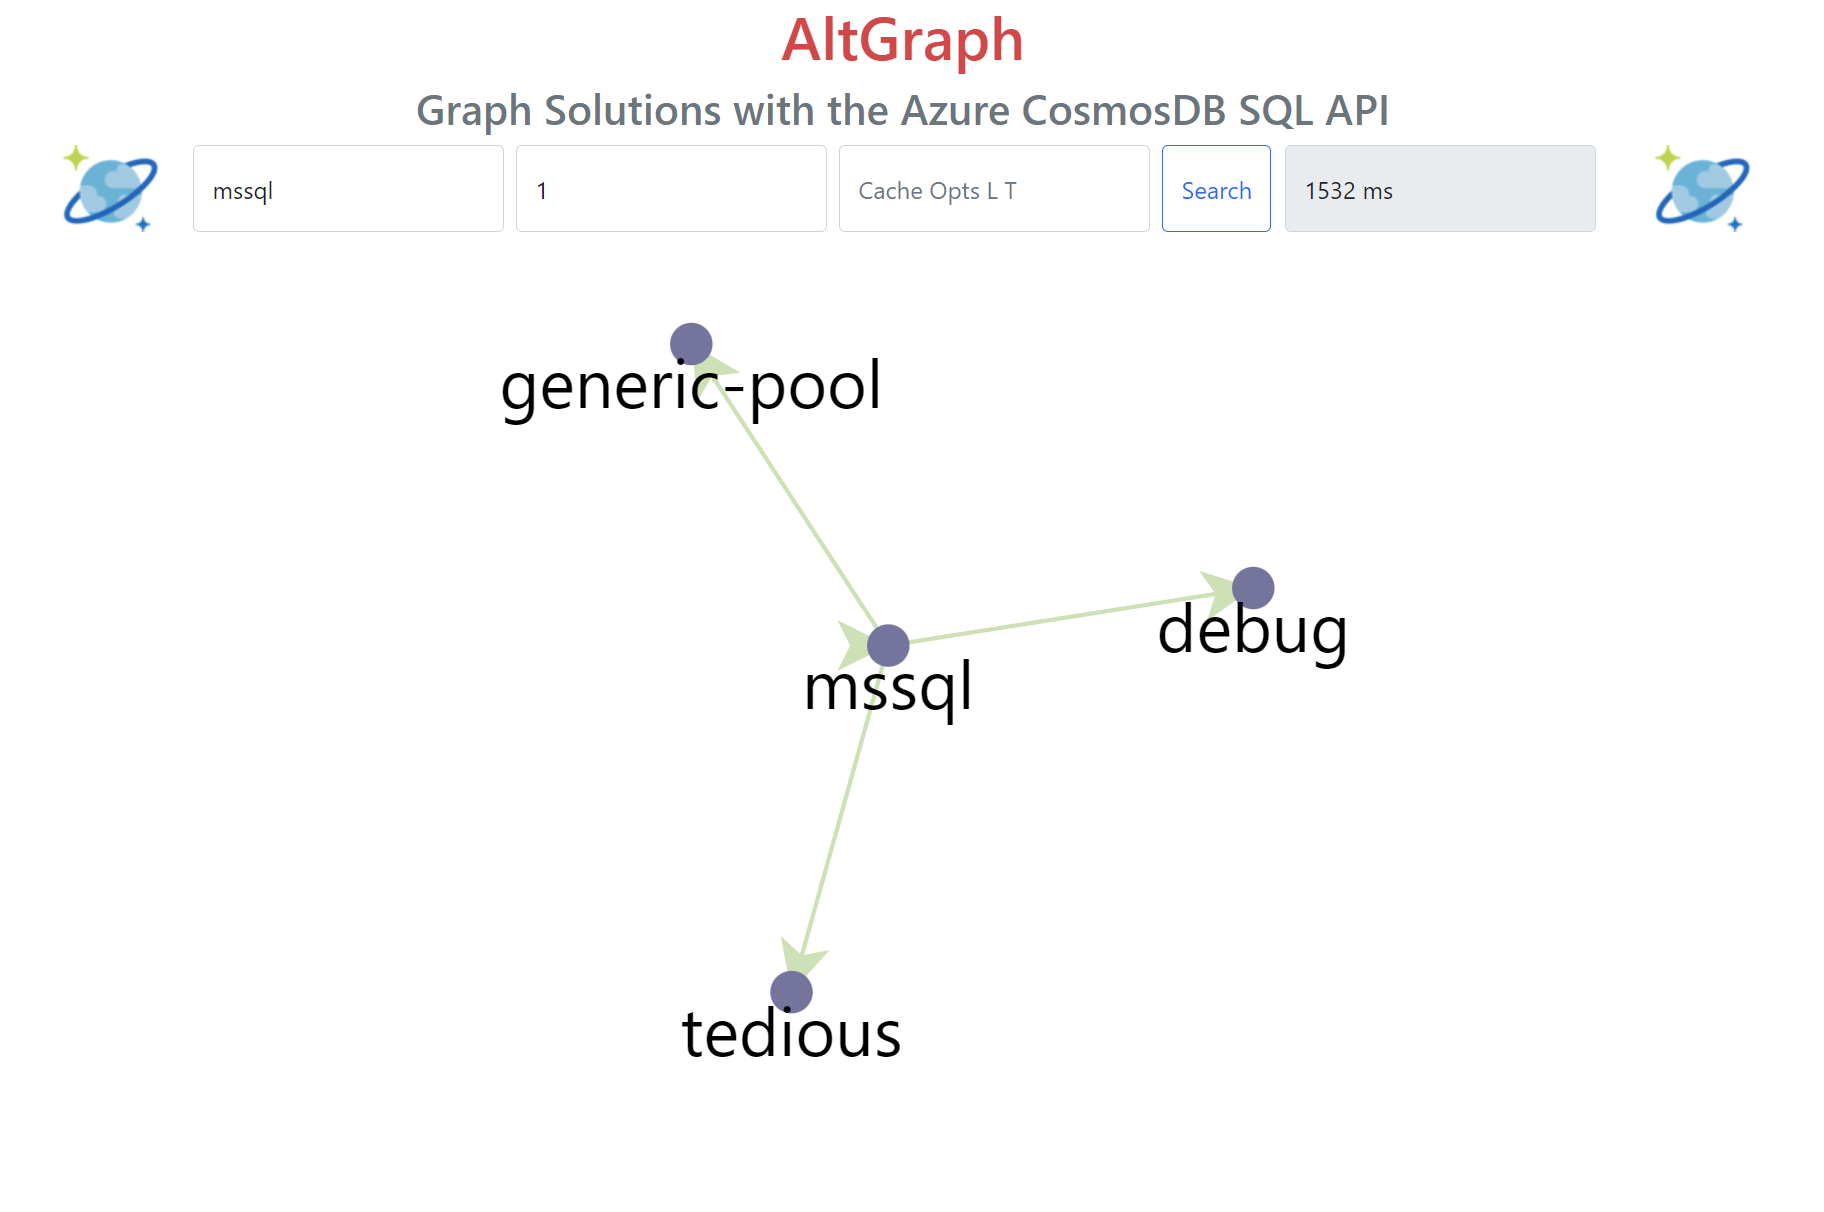 AltGraph
Graph Solutions with the Azure CosmosDB SQL API
mssql 1 Cache Opts L T Search 1532 ms
generic-pool
debug
mssql
tedious